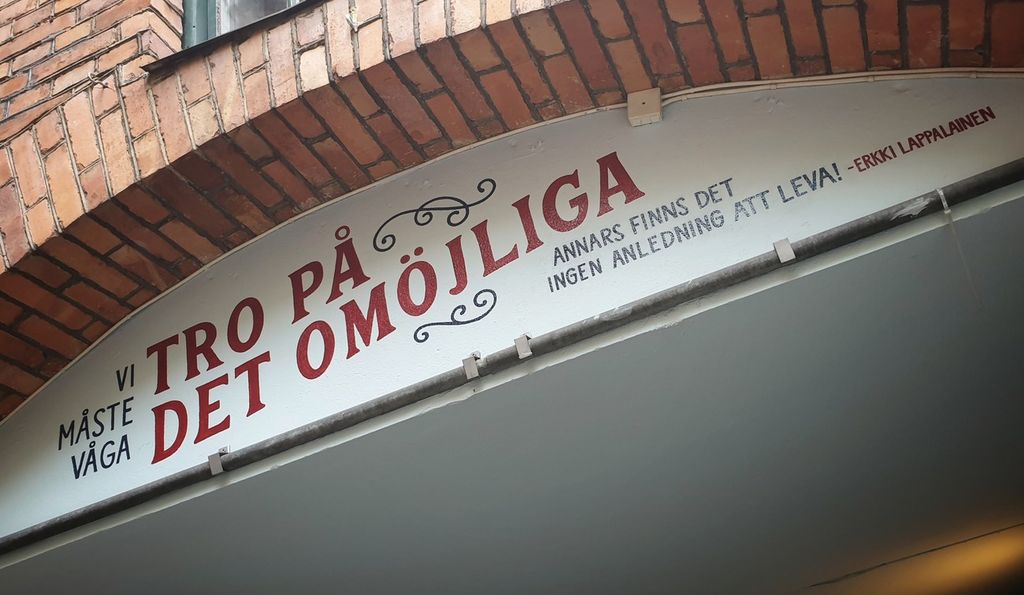 VI
MÅSTE
VÅGA
TRO PÅ
DET OMÖJLIGA
ANNARS FINNS DET
INGEN ANLEDNING ATT LEVA! -ERKKI LAPPALAINEN